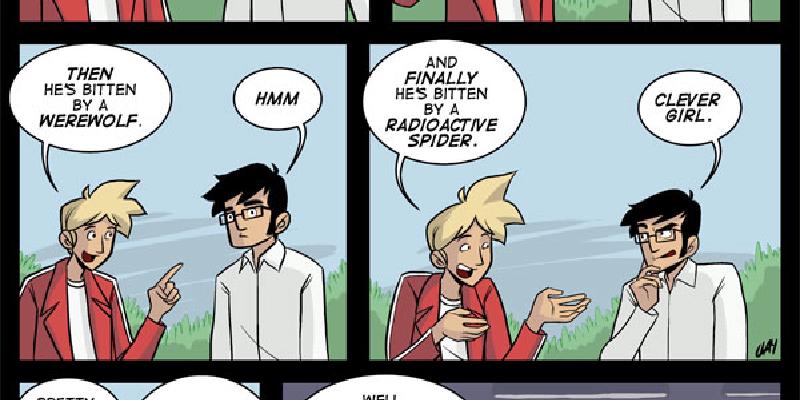 THEN
HE'S BITTEN
BY A
WEREWOLF.
HMM
AND
FINALLY
HE'S BITTEN
BY A
RADIOACTIVE
SPIDER.
CLEVER
GIRL.
WELL